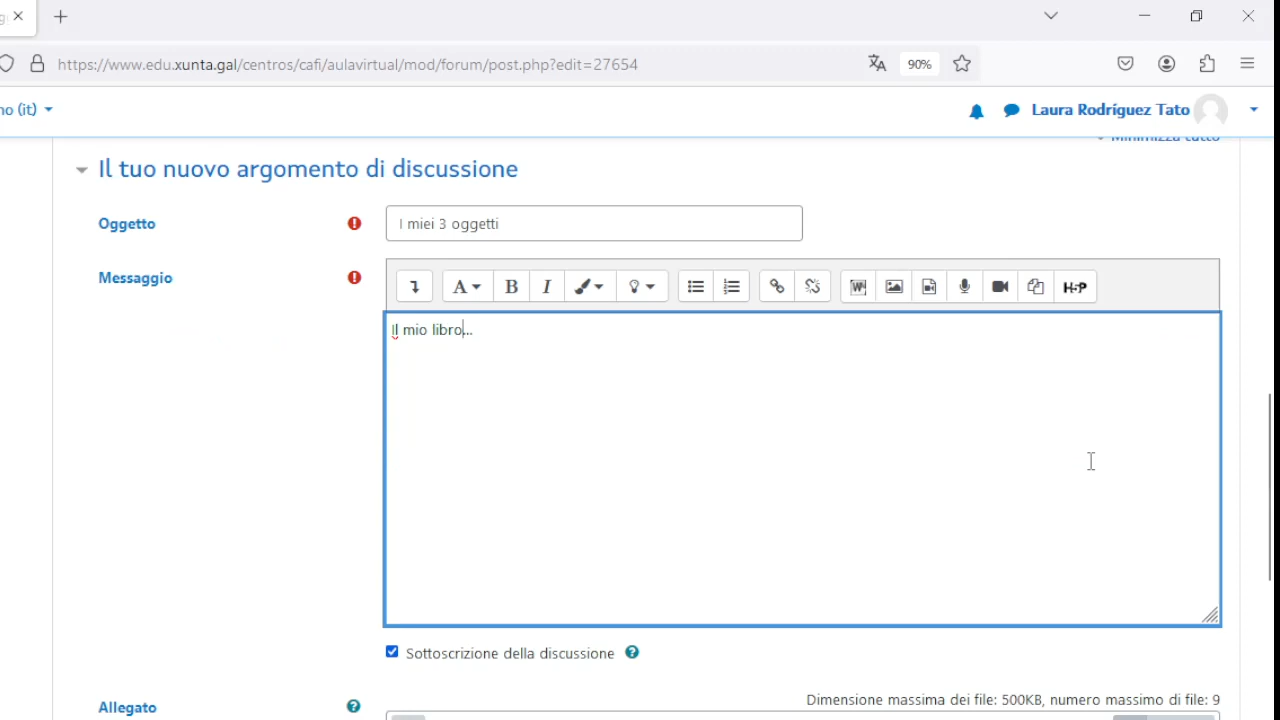 https://www.edu.xunta.gal/centros/cafi/aulavirtual/mod/forum/post.php?edit=27654
90%
no (it)
Laura Rodríguez Tato
Minimizza tutto
Il tuo nuovo argomento di discussione
Oggetto
I miei 3 oggetti
Messaggio
A B I H-P
Il mio libro...
Sottoscrizione della discussione
Dimensione massima dei file: 500KB, numero massimo di file: 9
Allegato